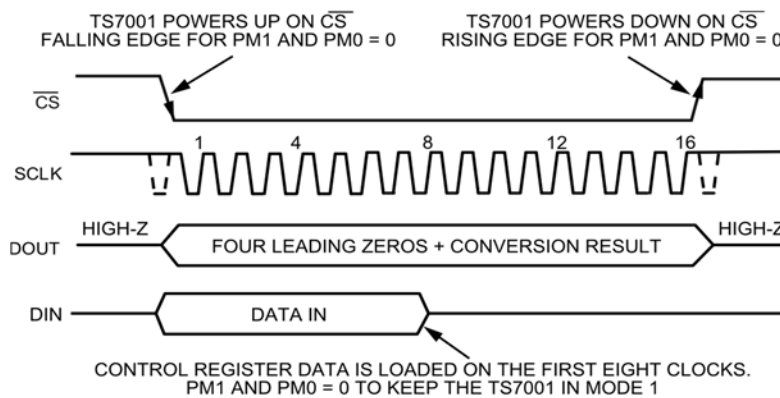 TS7001 POWERS UP ON C̅S̅
FALLING EDGE FOR PM1 AND PM0 = 0
TS7001 POWERS DOWN ON C̅S̅
RISING EDGE FOR PM1 AND PM0 = 0
C̅S̅
1 4 8 12 16
SCLK
HIGH-Z
HIGH-Z
DOUT
FOUR LEADING ZEROS + CONVERSION RESULT
DIN
DATA IN
CONTROL REGISTER DATA IS LOADED ON THE FIRST EIGHT CLOCKS.
PM1 AND PM0 = 0 TO KEEP THE TS7001 IN MODE 1